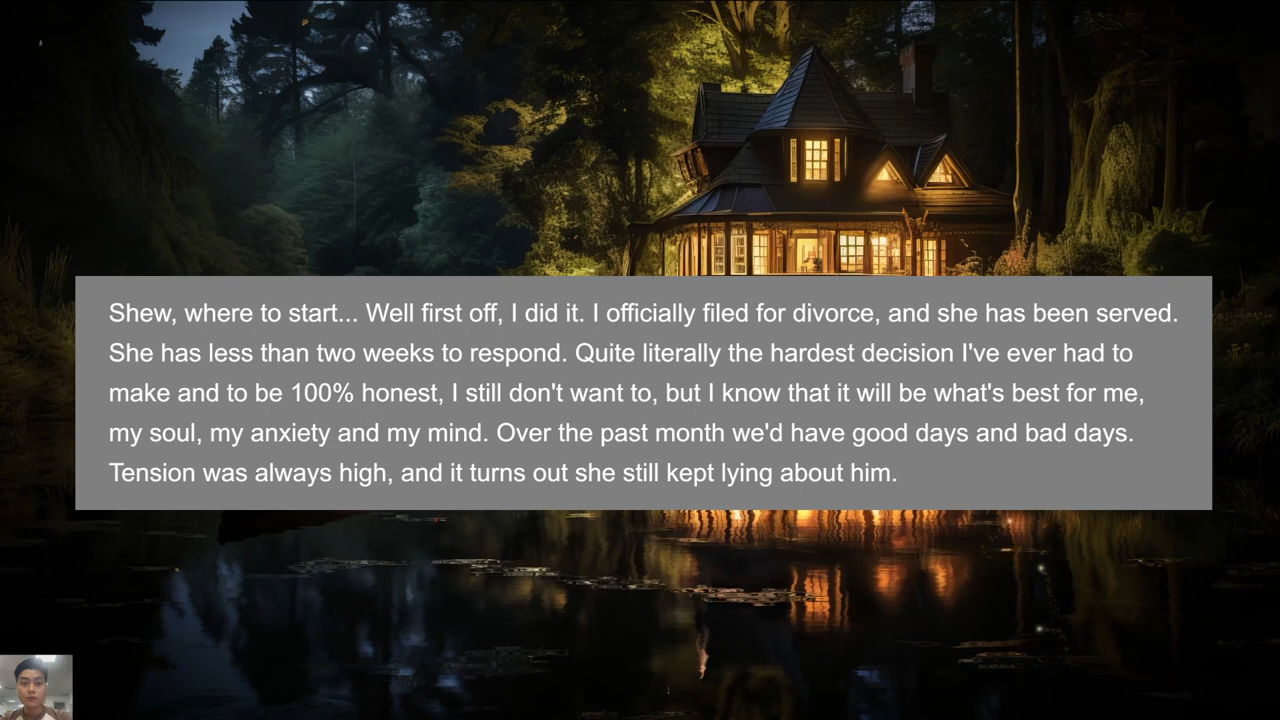 Shew, where to start... Well first off, I did it. I officially filed for divorce, and she has been served.
She has less than two weeks to respond. Quite literally the hardest decision I've ever had to
make and to be 100% honest, I still don't want to, but I know that it will be what's best for me,
my soul, my anxiety and my mind. Over the past month we'd have good days and bad days.
Tension was always high, and it turns out she still kept lying about him.